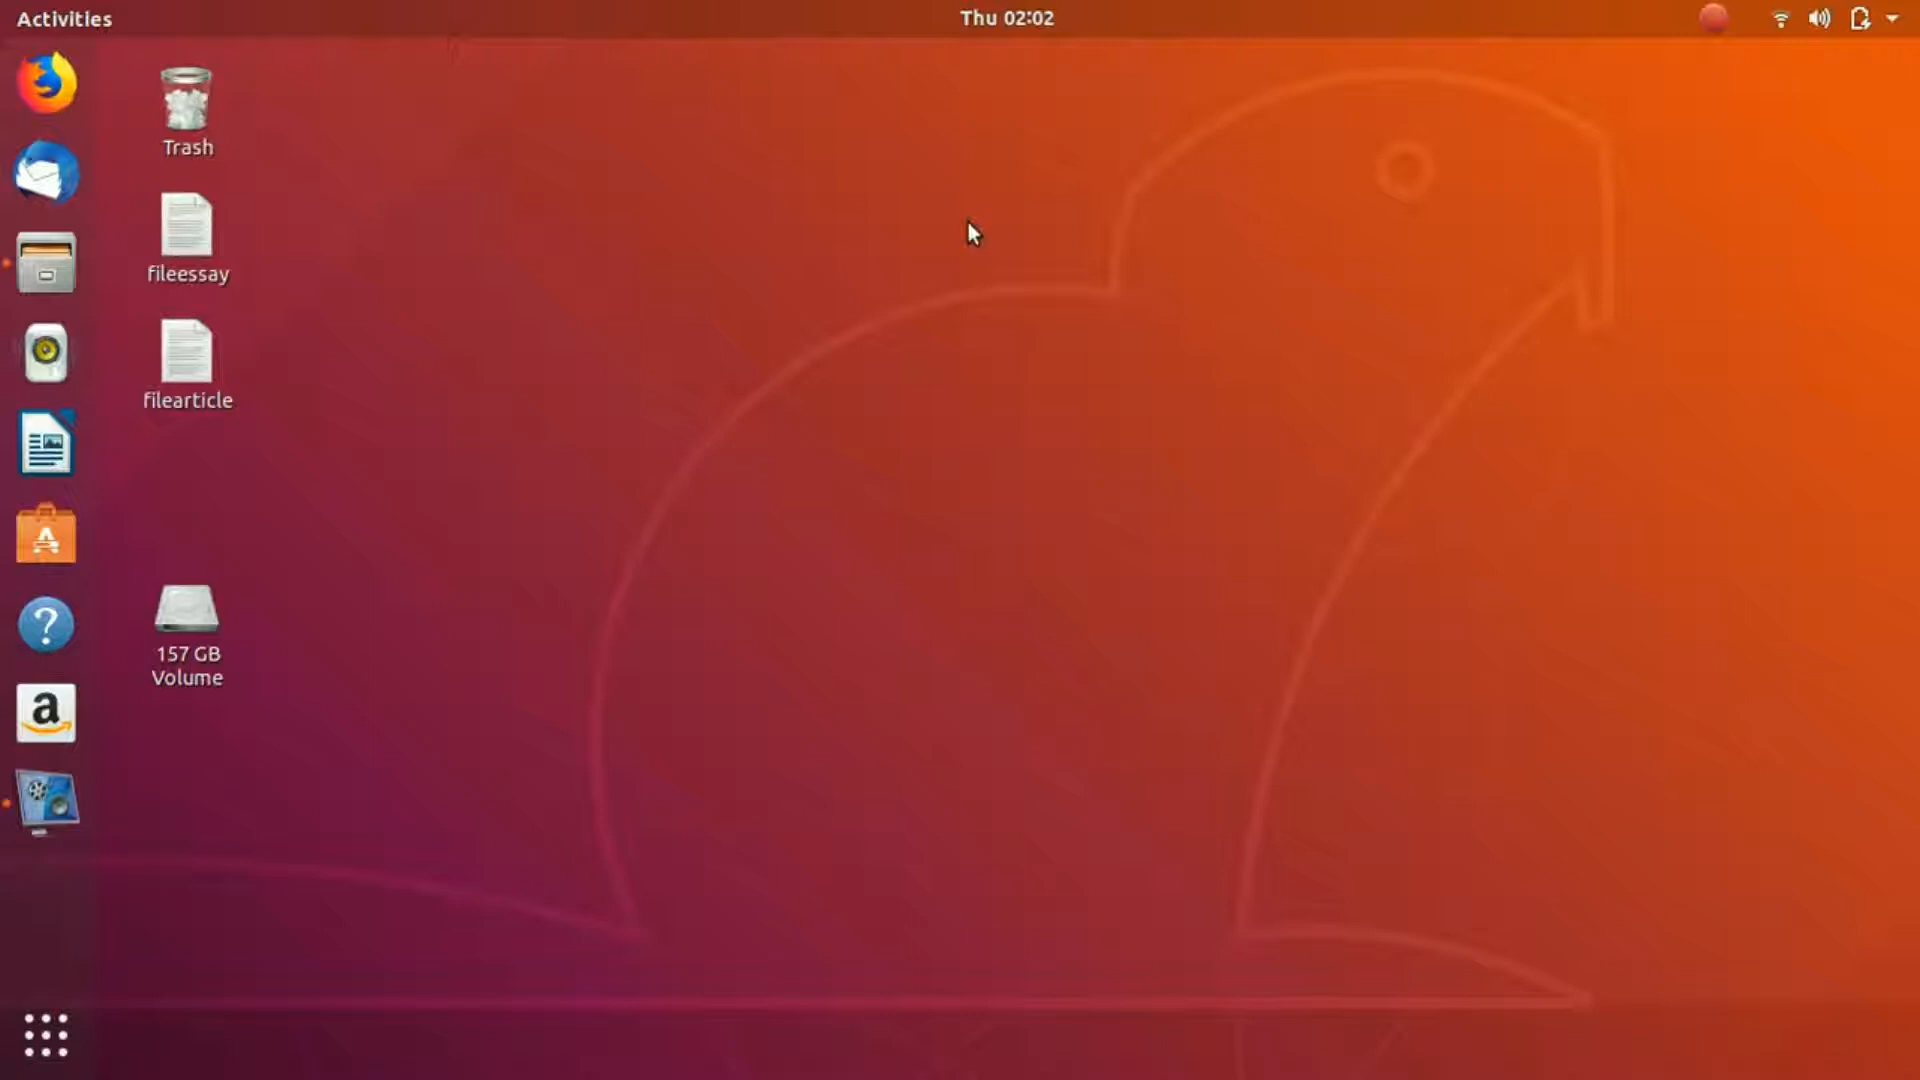 Activities
Thu 02:02
Trash
fileessay
filearticle
157 GB
Volume